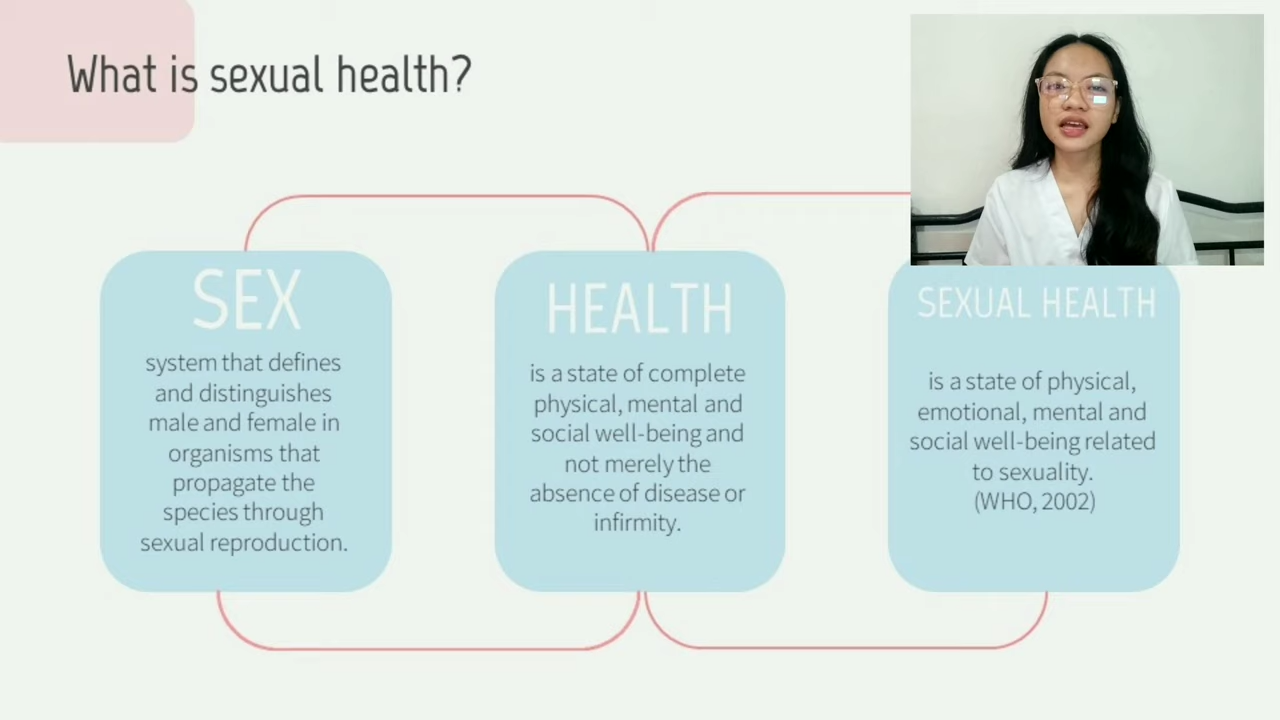 What is sexual health?
SEX
system that defines
and distinguishes
male and female in
organisms that
propagate the
species through
sexual reproduction.
HEALTH
is a state of complete
physical, mental and
social well-being and
not merely the
absence of disease or
infirmity.
SEXUAL HEALTH
is a state of physical,
emotional, mental and
social well-being related
to sexuality.
(WHO, 2002)